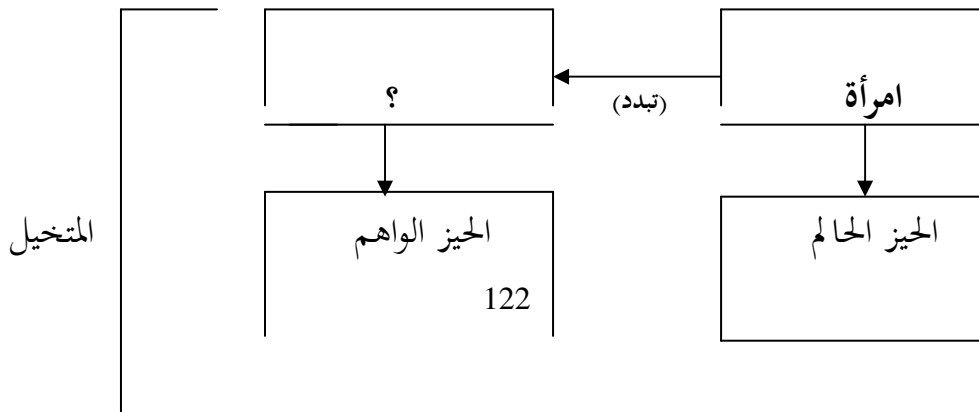 امرأة
(تبدد)
؟
الحيز الحالم
الحيز الواهم
المتخيل
122